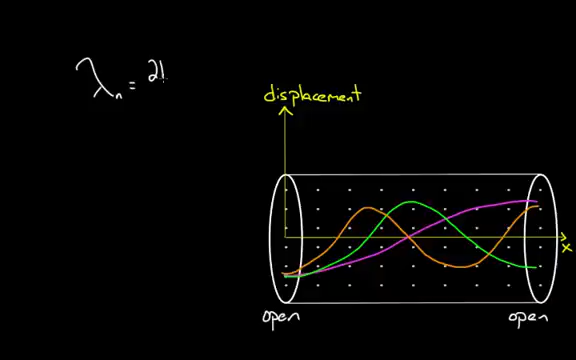 λn = 2l
displacement
x
open open